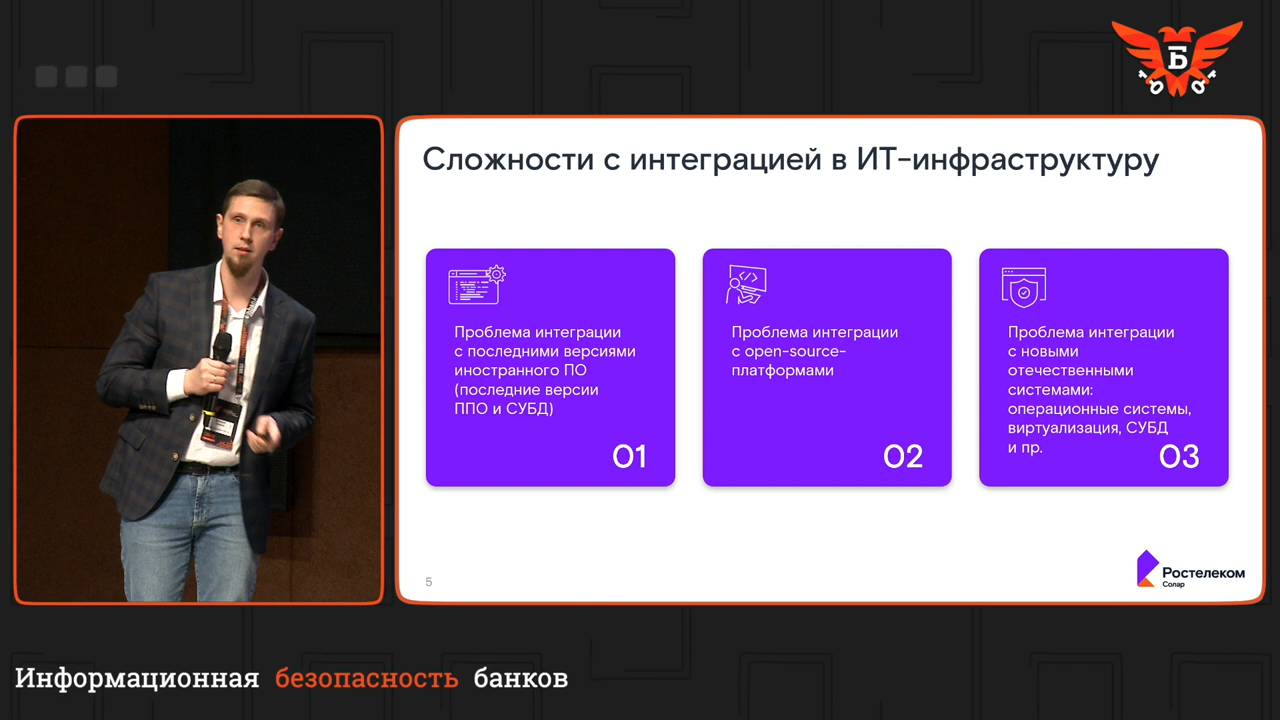 Б
Сложности с интеграцией в ИТ-инфраструктуру
Проблема интеграции
с последними версиями
иностранного ПО
(последние версии
ППО и СУБД)
01
Проблема интеграции
с open-source-
платформами
02
Проблема интеграции
с новыми
отечественными
системами:
операционные системы,
виртуализация, СУБД
и пр.
03
5
Ростелеком
Солар
Информационная безопасность банков